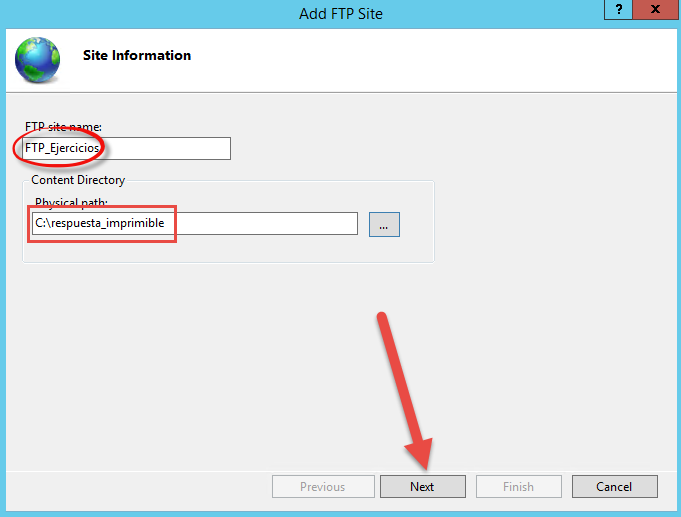 Add FTP Site
?
x
Site Information
FTP site name:
FTP_Ejercicios
Content Directory
Physical path:
C:\respuesta_imprimible
...
Previous
Next
Finish
Cancel